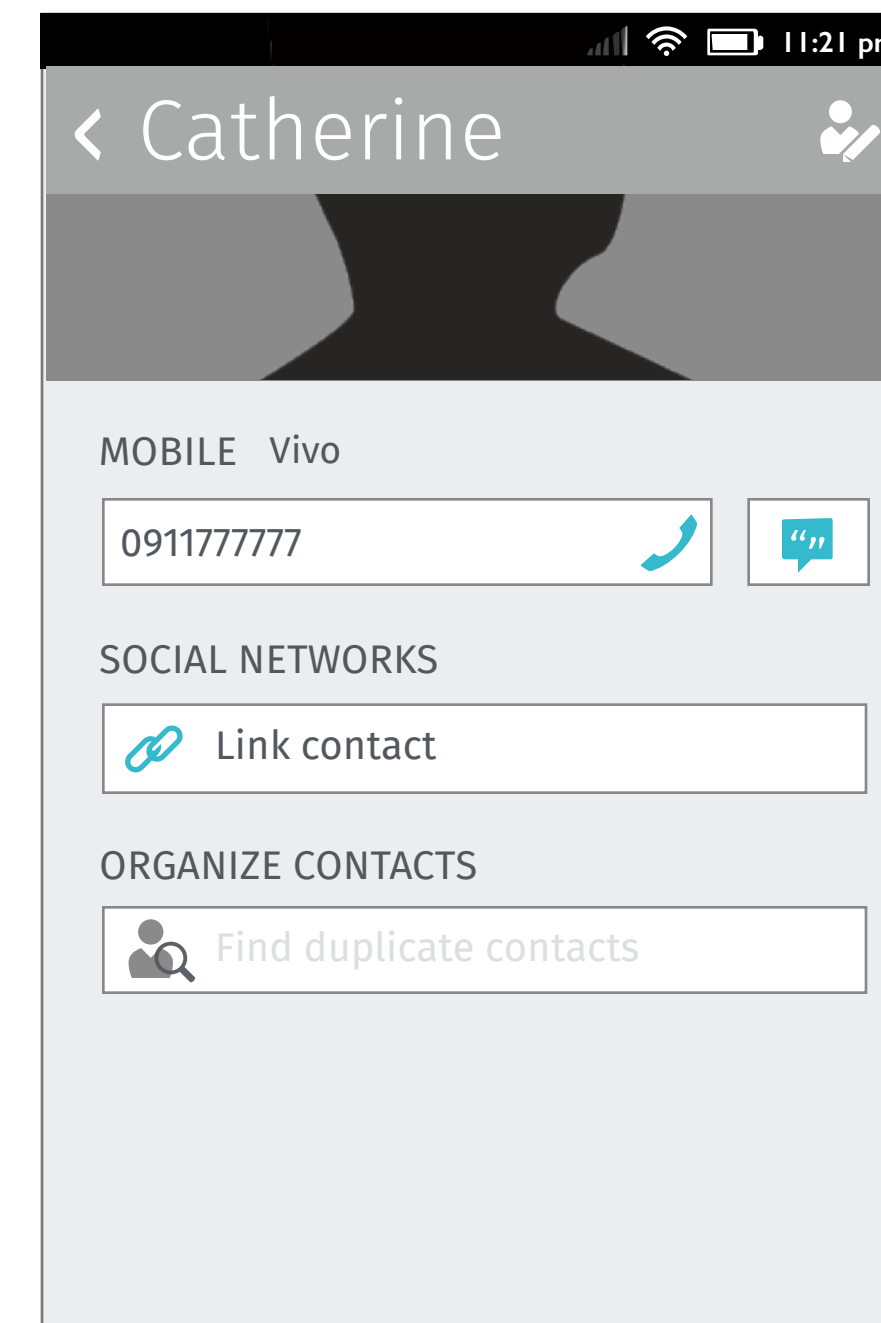 11:21 pm
Catherine
MOBILE Vivo
0911777777
SOCIAL NETWORKS
Link contact
ORGANIZE CONTACTS
Find duplicate contacts